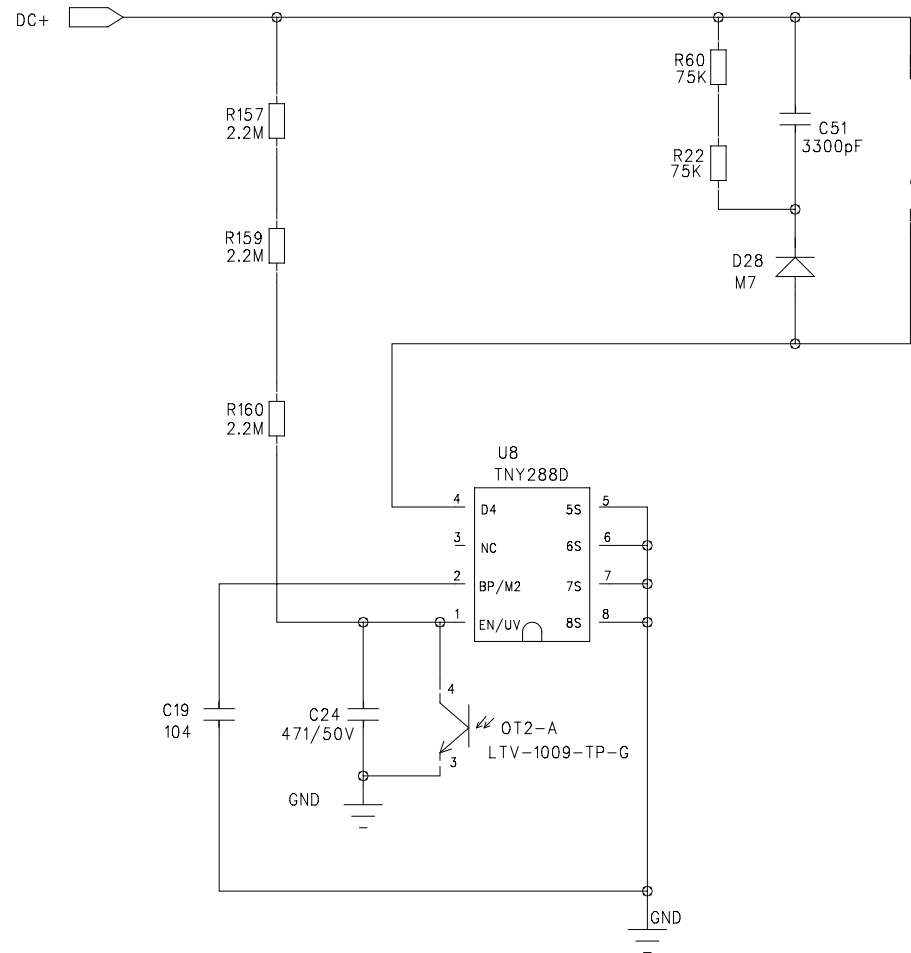 DC+
R60
75K
R157
2.2M
C51
3300pF
R22
75K
R159
2.2M
D28
M7
R160
2.2M
U8
TNY288D
4
D4
5S
5
3
NC
6S
6
2
BP/M2
7S
7
1
EN/UV
8S
8
4
C19
104
C24
471/50V
OT2-A
LTV-1009-TP-G
3
GND
GND